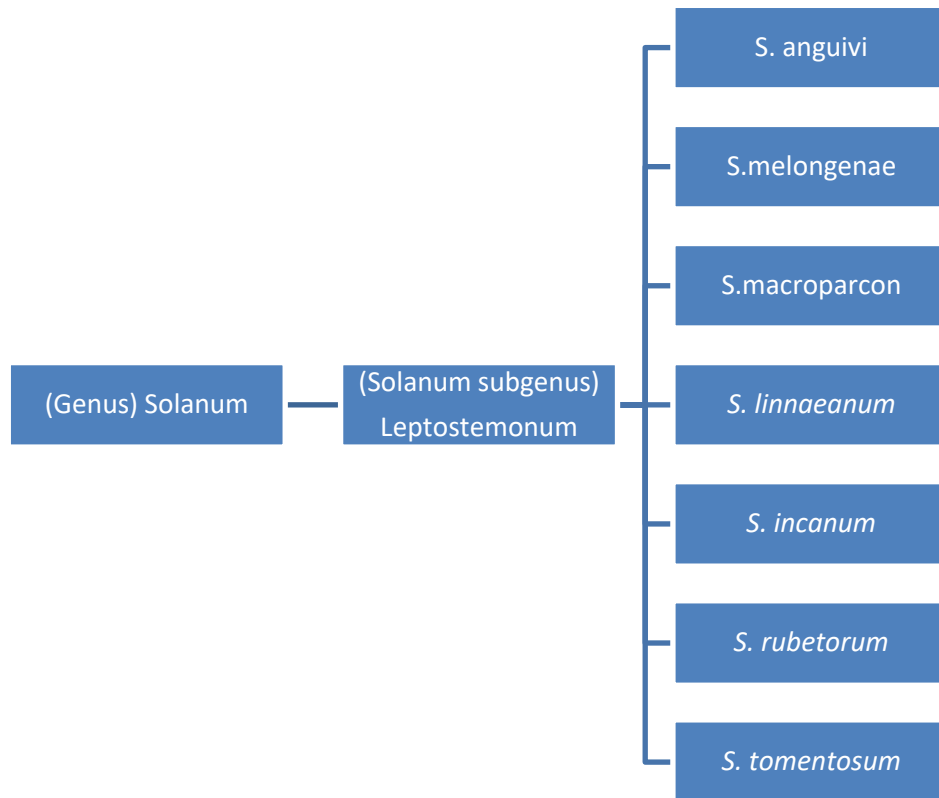 (Genus) Solanum
(Solanum subgenus)
Leptostemonum
S. anguivi
S.melongenae
S.macroparcon
S. linnaeanum
S. incanum
S. rubetorum
S. tomentosum